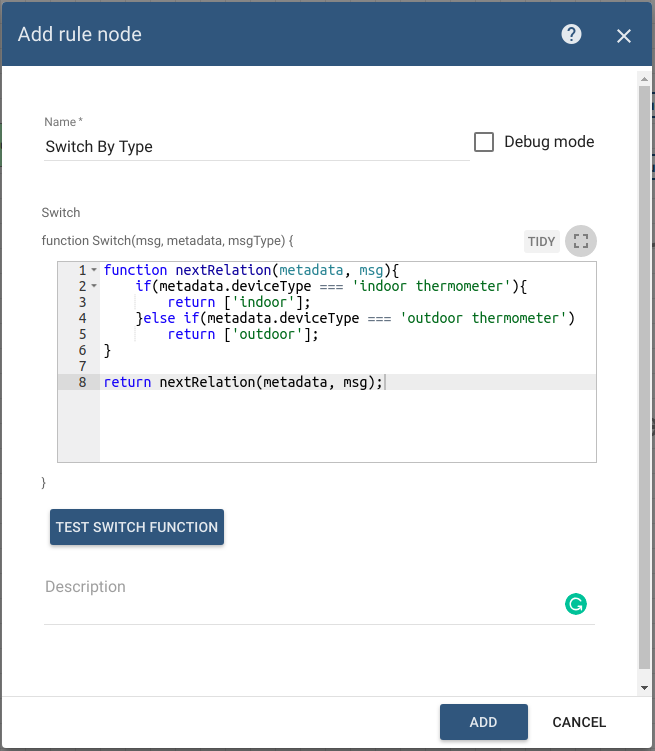 Add rule node
?
Name *
Switch By Type
Debug mode
Switch
function Switch(msg, metadata, msgType) {
TIDY
1 function nextRelation(metadata, msg){
2     if(metadata.deviceType === 'indoor thermometer'){
3         return ['indoor'];
4     }else if(metadata.deviceType === 'outdoor thermometer')
5         return ['outdoor'];
6 }
7
8 return nextRelation(metadata, msg);
}
TEST SWITCH FUNCTION
Description
ADD
CANCEL